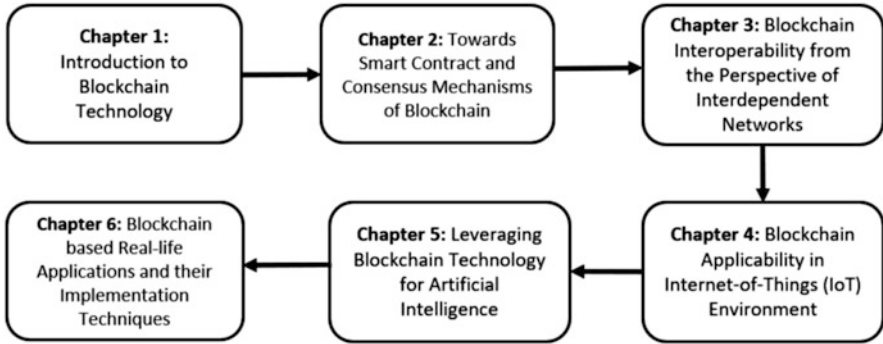 Chapter 1:
Introduction to
Blockchain
Technology
Chapter 2: Towards
Smart Contract and
Consensus Mechanisms
of Blockchain
Chapter 3: Blockchain
Interoperability from
the Perspective of
Interdependent
Networks
Chapter 4: Blockchain
Applicability in
Internet-of-Things (IoT)
Environment
Chapter 5: Leveraging
Blockchain Technology
for Artificial
Intelligence
Chapter 6: Blockchain
based Real-life
Applications and their
Implementation
Techniques